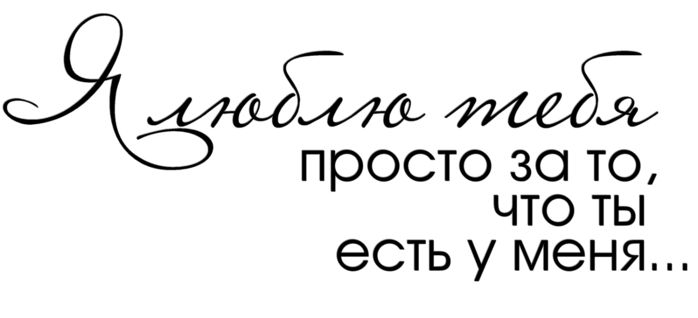 Я люблю тебя
просто за то,
что ты
есть у меня...